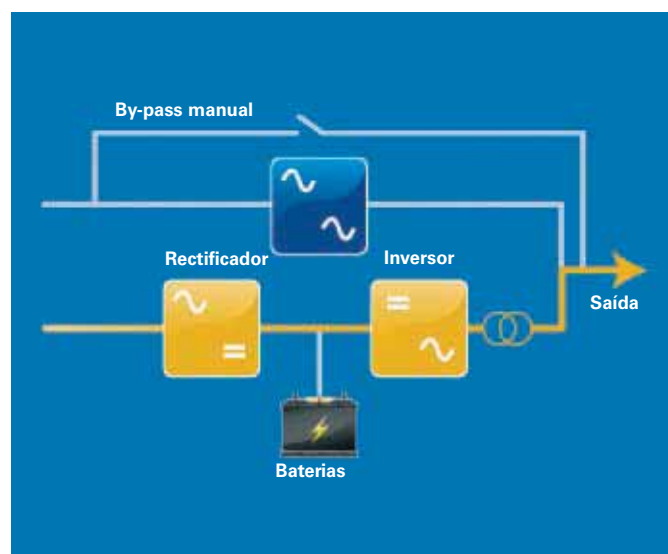 By-pass manual
Rectificador
Inversor
Saída
Baterias